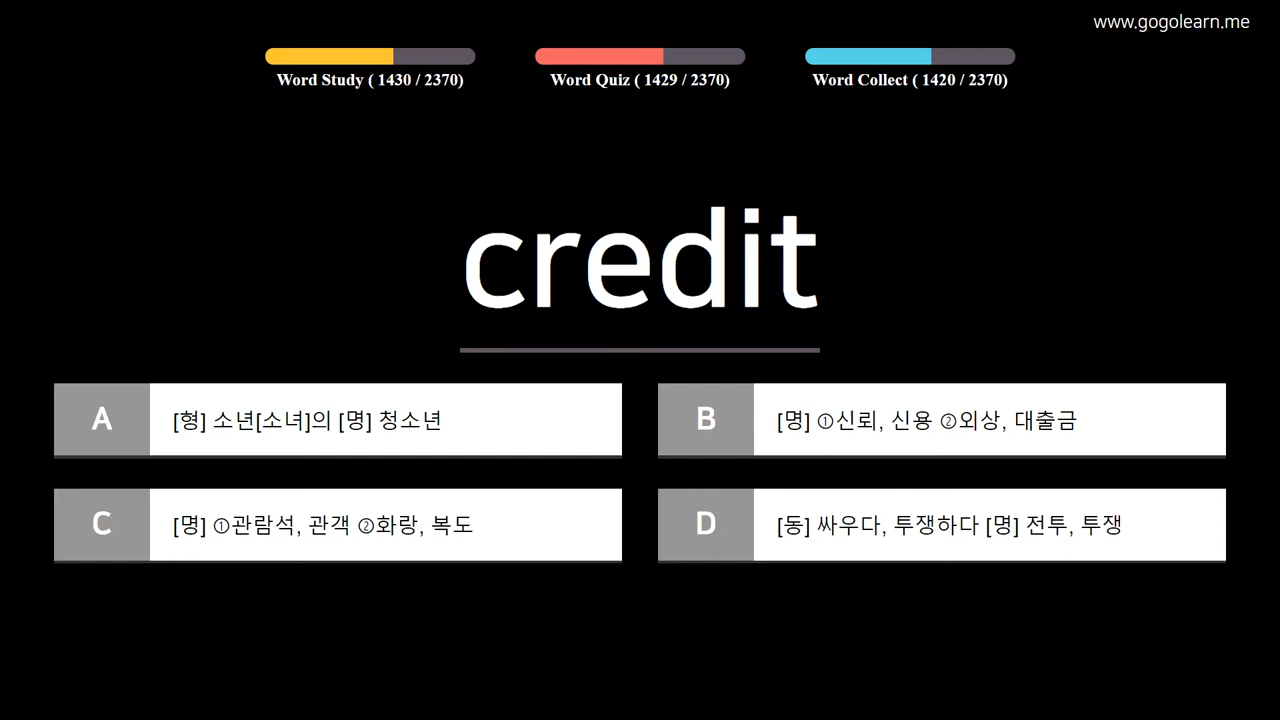 www.gogolearn.me
Word Study ( 1430 / 2370)
Word Quiz ( 1429 / 2370)
Word Collect ( 1420 / 2370)
credit
A
[형] 소년[소녀]의 [명] 청소년
B
[명] ①신뢰, 신용 ②외상, 대출금
C
[명] ①관람석, 관객 ②화랑, 복도
D
[동] 싸우다, 투쟁하다 [명] 전투, 투쟁